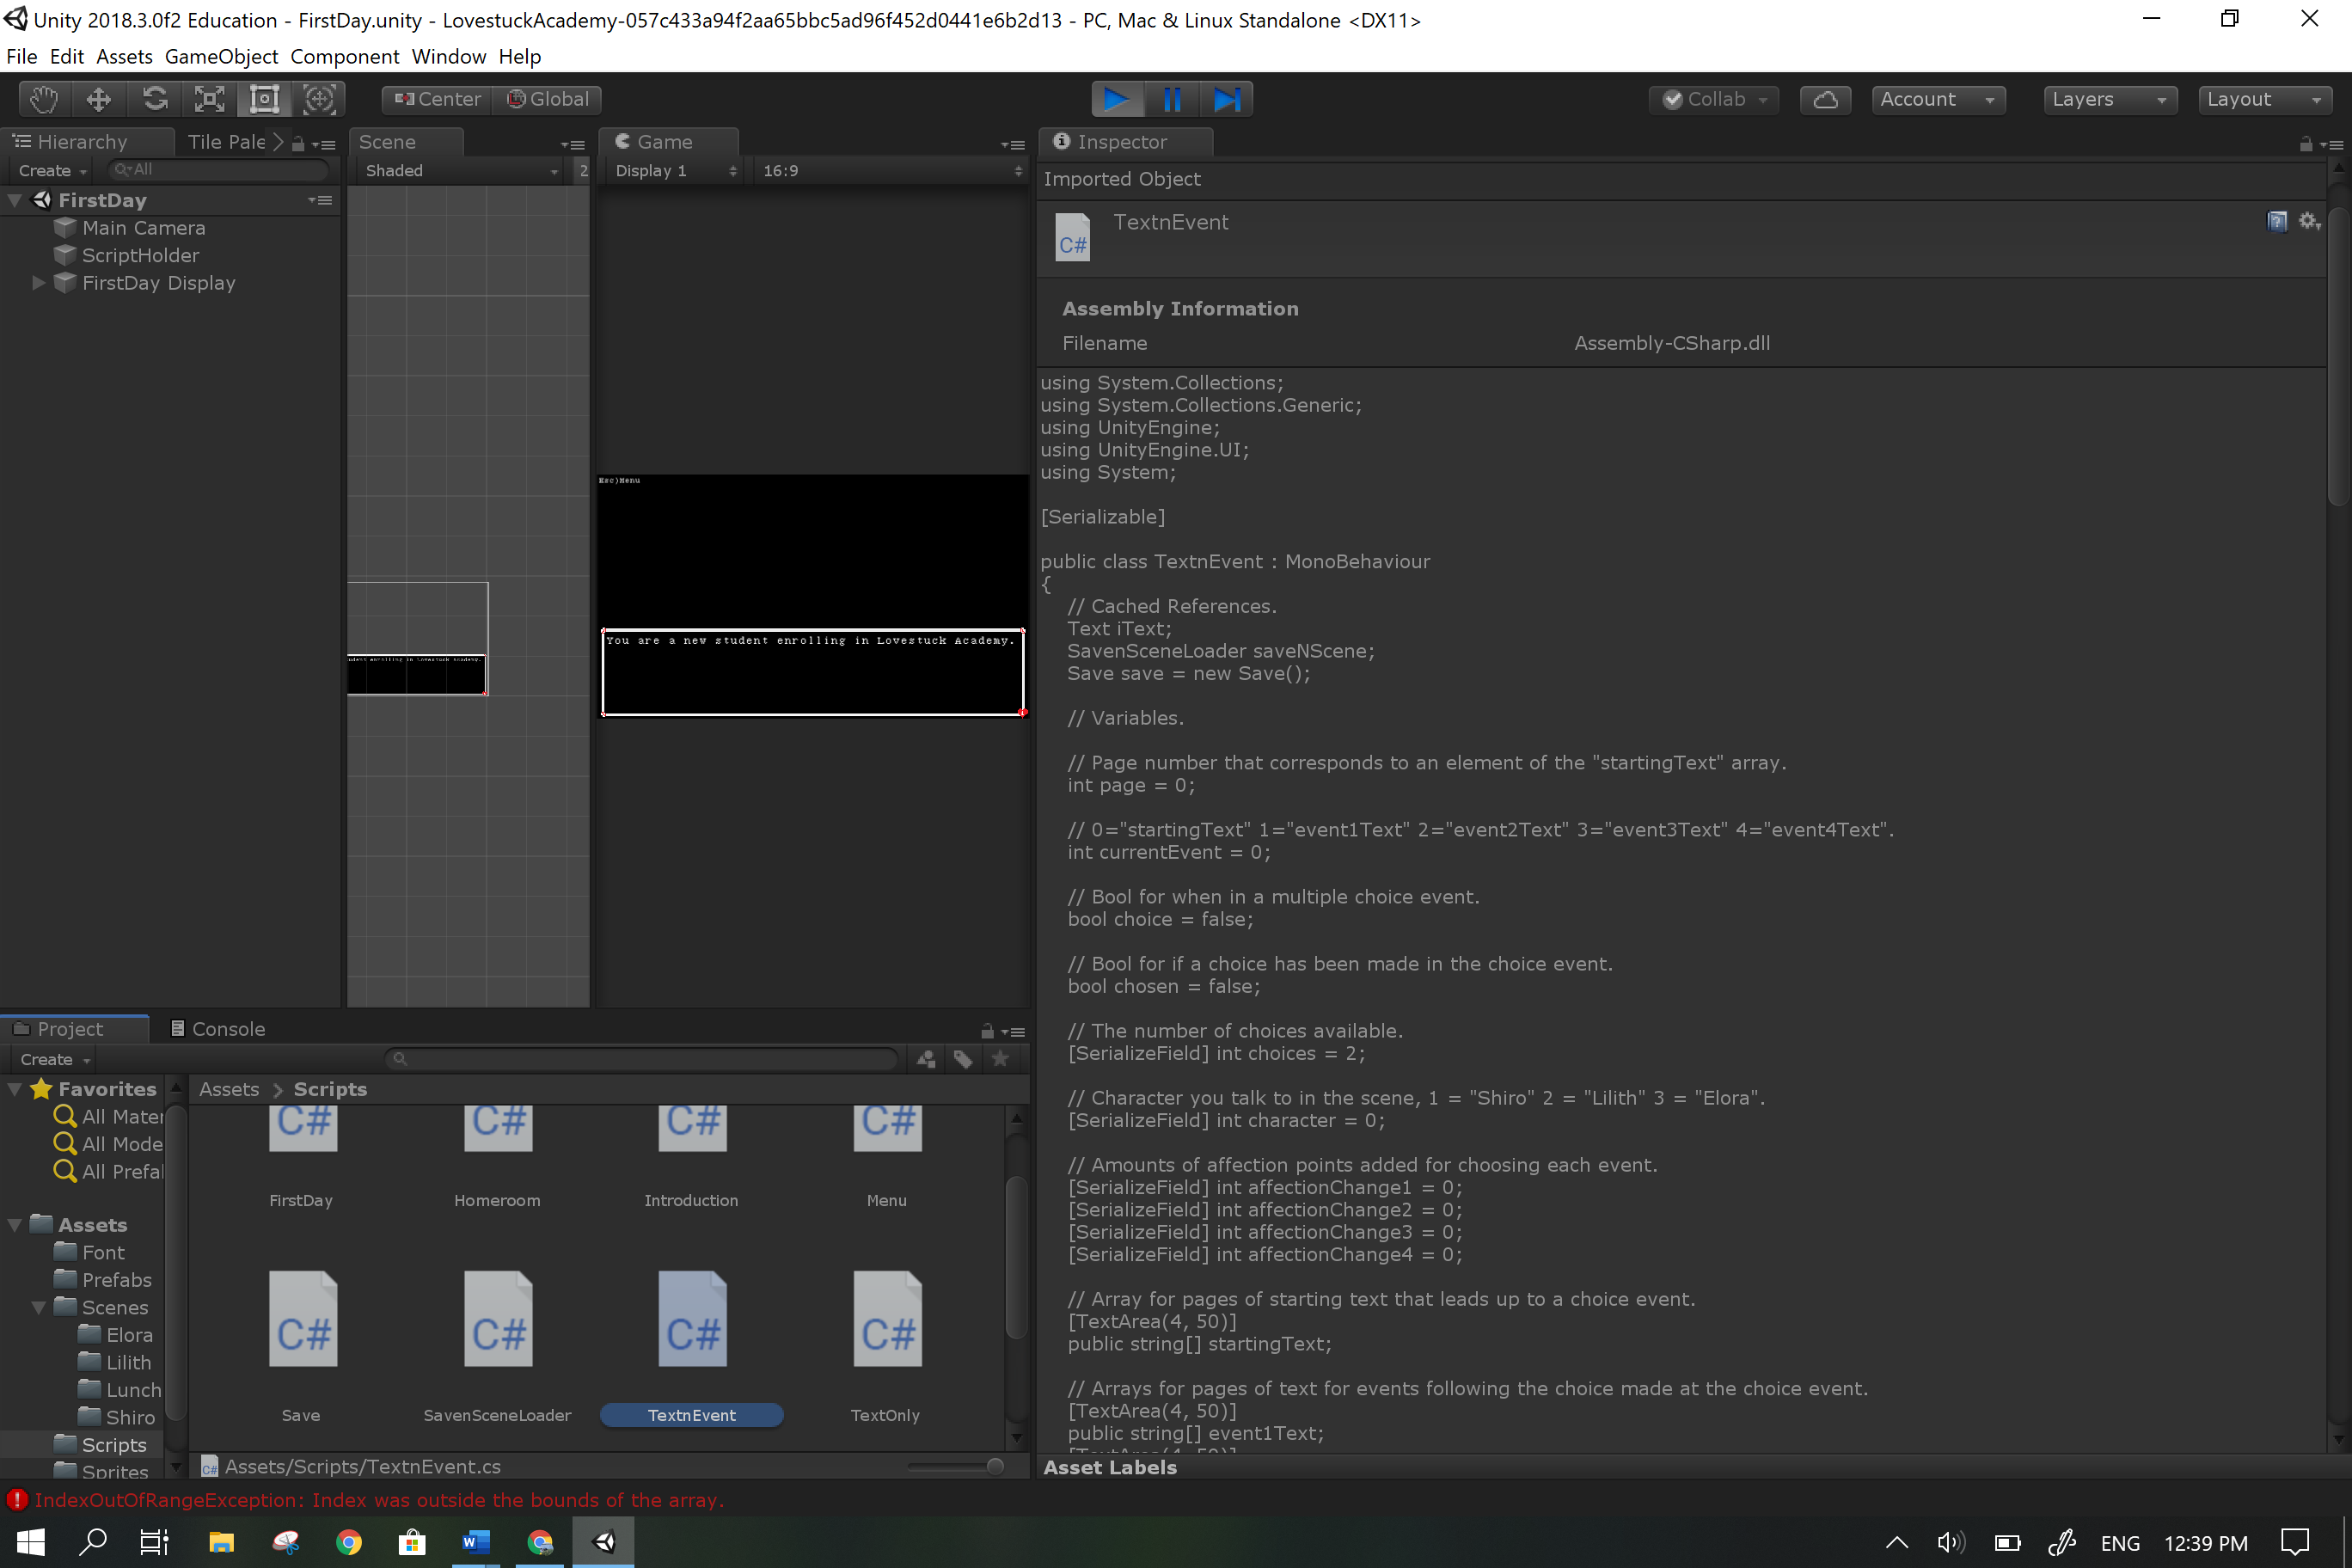 Unity 2018.3.0f2 Education - FirstDay.unity - LovestuckAcademy-057c433a94f2aa65bbc5ad96f452d0441e6b2d13 - PC, Mac & Linux Standalone <DX11>
File Edit Assets GameObject Component Window Help
Center Global Collab Account Layers Layout
Hierarchy Tile Pale Scene Game Inspector
Create All Shaded 2 Display 1 16:9
Imported Object
FirstDay
Main Camera
ScriptHolder
FirstDay Display
C# TextnEvent
Assembly Information
Filename Assembly-CSharp.dll
using System.Collections;
using System.Collections.Generic;
using UnityEngine;
using UnityEngine.UI;
using System;
[Serializable]
public class TextnEvent : MonoBehaviour
{
// Cached References.
Text iText;
SavenSceneLoader saveNScene;
Save save = new Save();
// Variables.
// Page number that corresponds to an element of the "startingText" array.
int page = 0;
// 0="startingText" 1="event1Text" 2="event2Text" 3="event3Text" 4="event4Text".
int currentEvent = 0;
// Bool for when in a multiple choice event.
bool choice = false;
// Bool for if a choice has been made in the choice event.
bool chosen = false;
// The number of choices available.
[SerializeField] int choices = 2;
// Character you talk to in the scene, 1 = "Shiro" 2 = "Lilith" 3 = "Elora".
[SerializeField] int character = 0;
// Amounts of affection points added for choosing each event.
[SerializeField] int affectionChange1 = 0;
[SerializeField] int affectionChange2 = 0;
[SerializeField] int affectionChange3 = 0;
[SerializeField] int affectionChange4 = 0;
// Array for pages of starting text that leads up to a choice event.
[TextArea(4, 50)]
public string[] startingText;
// Arrays for pages of text for events following the choice made at the choice event.
[TextArea(4, 50)]
public string[] event1Text;
[TextArea(4, 50)]
Asset Labels
Esc)Menu
You are a new student enrolling in Lovestuck Academy.
udent enrolling in Lovestuck Academy.
Project Console
Create
Favorites
All Mater
All Mode
All Prefal
Assets
Font
Prefabs
Scenes
Elora
Lilith
Lunch
Shiro
Scripts
Sprites
Assets > Scripts
C# C# C# C#
FirstDay Homeroom Introduction Menu
C# C# C# C#
Save SavenSceneLoader TextnEvent TextOnly
C# Assets/Scripts/TextnEvent.cs
IndexOutOfRangeException: Index was outside the bounds of the array.
ENG 12:39 PM